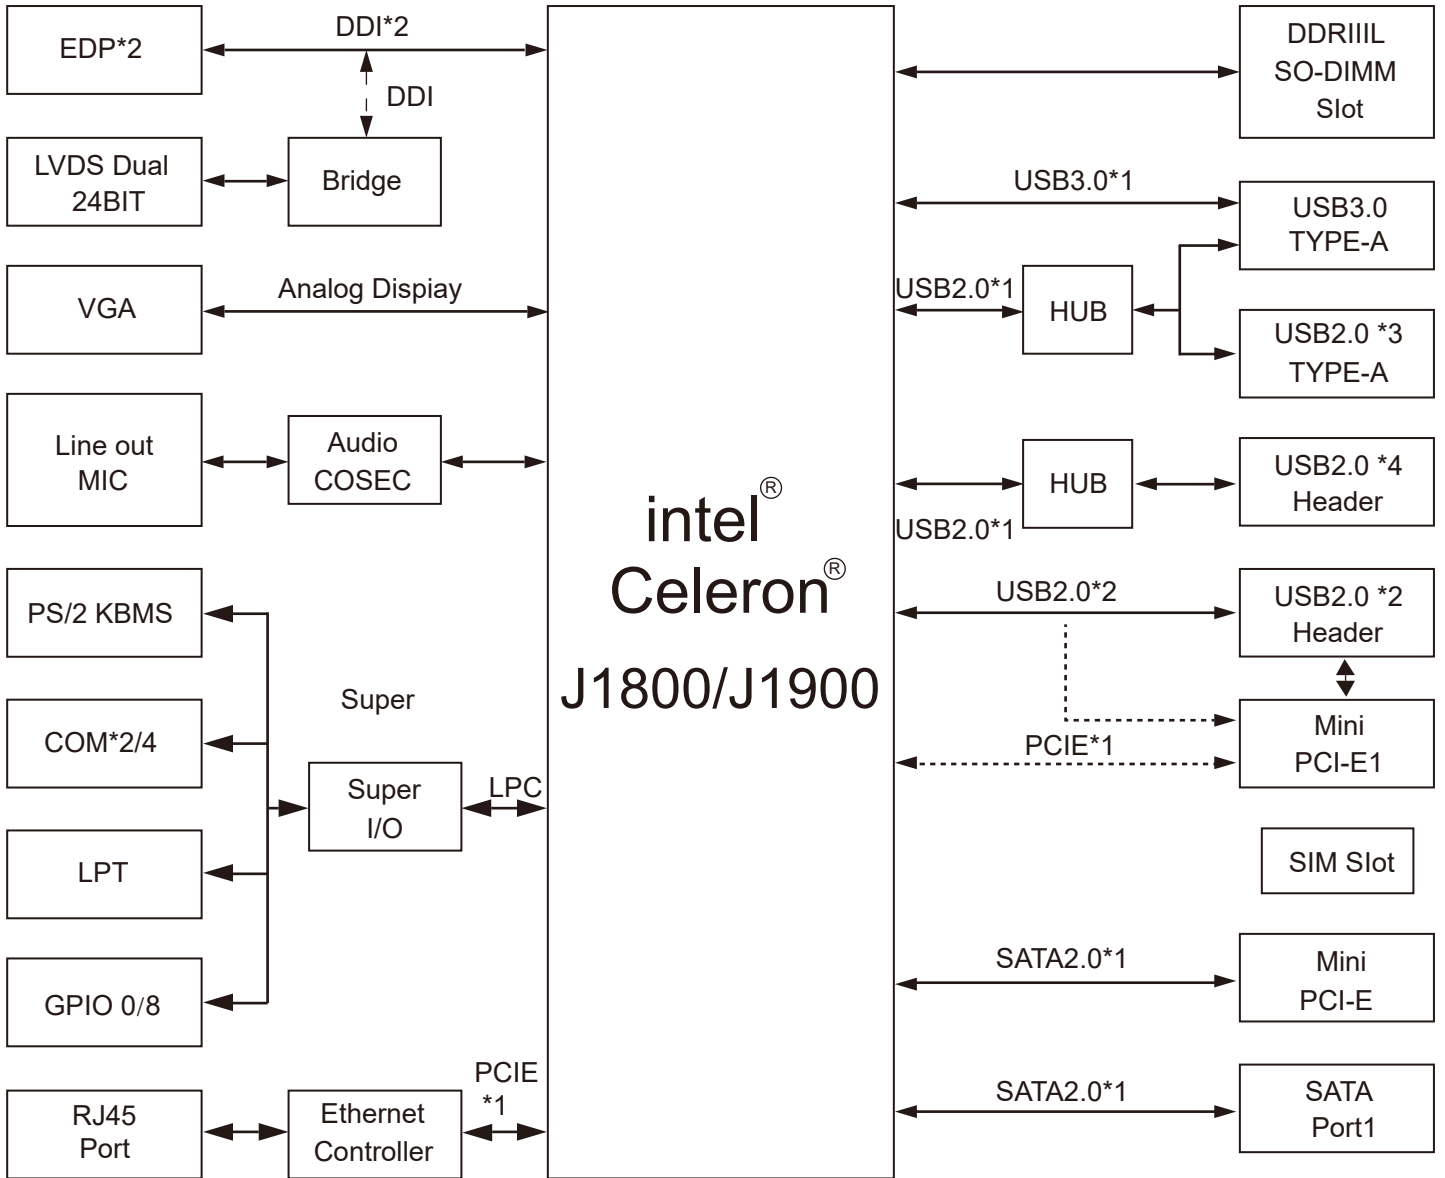 EDP*2
DDI*2
DDI
LVDS Dual
24BIT
Bridge
VGA
Analog Dispiay
Line out
MIC
Audio
COSEC
PS/2 KBMS
COM*2/4
Super
Super
I/O
LPC
LPT
GPIO 0/8
RJ45
Port
Ethernet
Controller
PCIE
*1
intel®
Celeron®
J1800/J1900
DDRIIIL
SO-DIMM
SIot
USB3.0*1
USB3.0
TYPE-A
USB2.0*1
HUB
USB2.0 *3
TYPE-A
HUB
USB2.0*1
USB2.0 *4
Header
USB2.0*2
USB2.0 *2
Header
PCIE*1
Mini
PCI-E1
SIM SIot
SATA2.0*1
Mini
PCI-E
SATA2.0*1
SATA
Port1